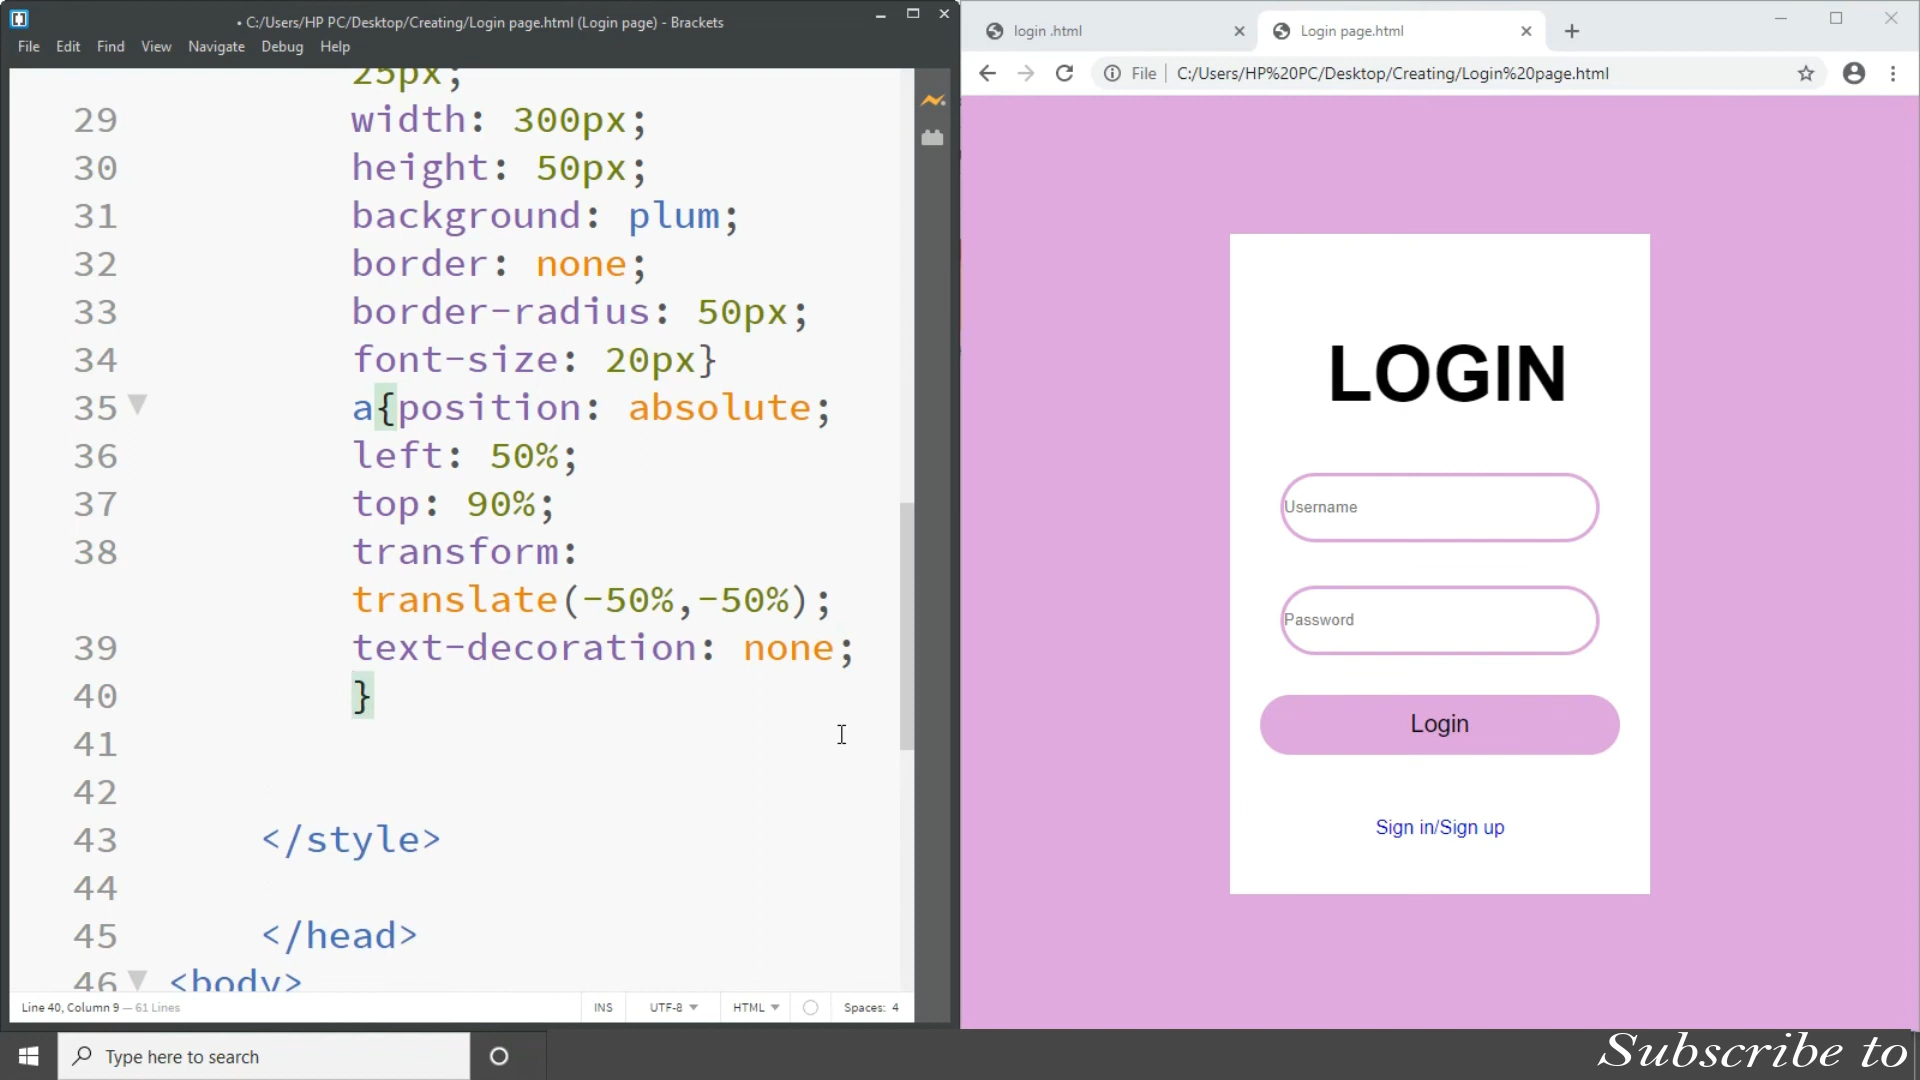 • C:/Users/HP PC/Desktop/Creating/Login page.html (Login page) - Brackets
File Edit Find View Navigate Debug Help
25px;
29 width: 300px;
30 height: 50px;
31 background: plum;
32 border: none;
33 border-radius: 50px;
34 font-size: 20px}
35 a{position: absolute;
36 left: 50%;
37 top: 90%;
38 transform:
translate(-50%,-50%);
39 text-decoration: none;
40 }
41
42
43 </style>
44
45 </head>
46 <body>
Line 40, Column 9 — 61 Lines
INS UTF-8 HTML Spaces: 4
Type here to search
login .html
Login page.html
File C:/Users/HP%20PC/Desktop/Creating/Login%20page.html
LOGIN
Username
Password
Login
Sign in/Sign up
Subscribe to